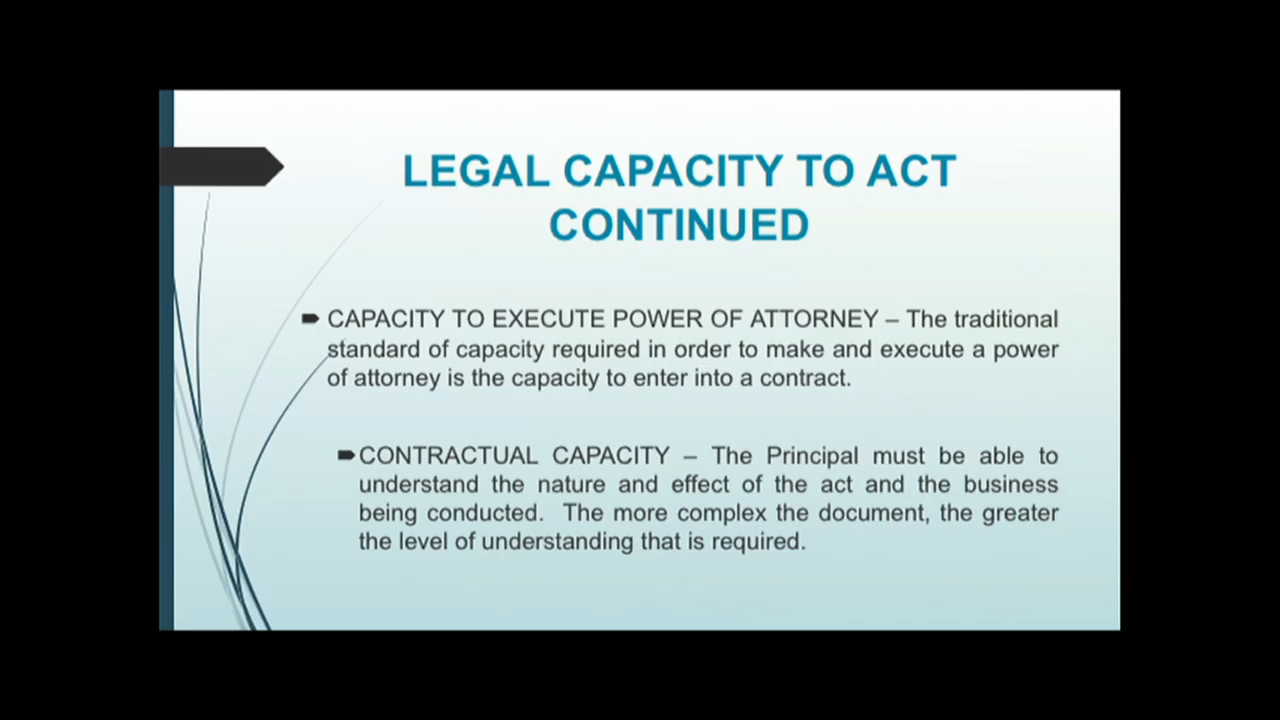 LEGAL CAPACITY TO ACT
CONTINUED
CAPACITY TO EXECUTE POWER OF ATTORNEY – The traditional
standard of capacity required in order to make and execute a power
of attorney is the capacity to enter into a contract.
CONTRACTUAL CAPACITY – The Principal must be able to
understand the nature and effect of the act and the business
being conducted.  The more complex the document, the greater
the level of understanding that is required.